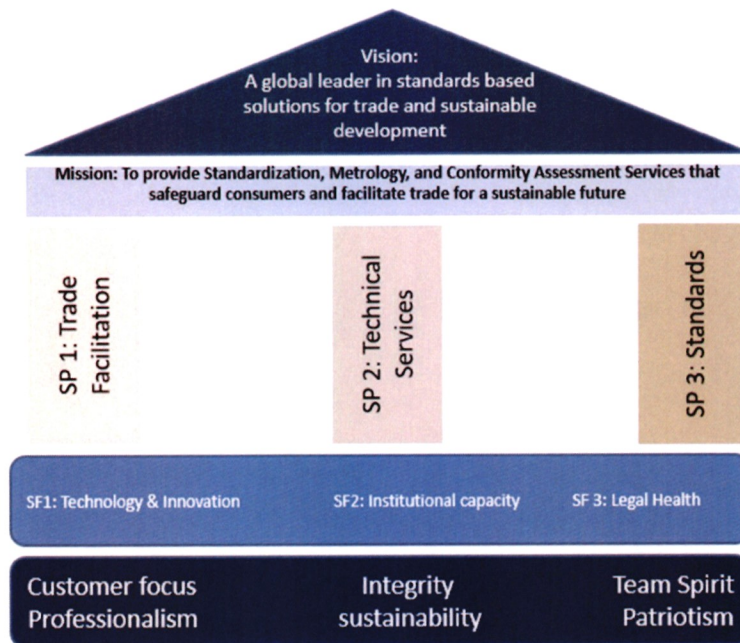 Vision:
A global leader in standards based
solutions for trade and sustainable
development
Mission: To provide Standardization, Metrology, and Conformity Assessment Services that
safeguard consumers and facilitate trade for a sustainable future
SP 1: Trade
Facilitation
SP 2: Technical
Services
SP 3: Standards
SF1: Technology & Innovation
SF2: Institutional capacity
SF 3: Legal Health
Customer focus
Professionalism
Integrity
sustainability
Team Spirit
Patriotism